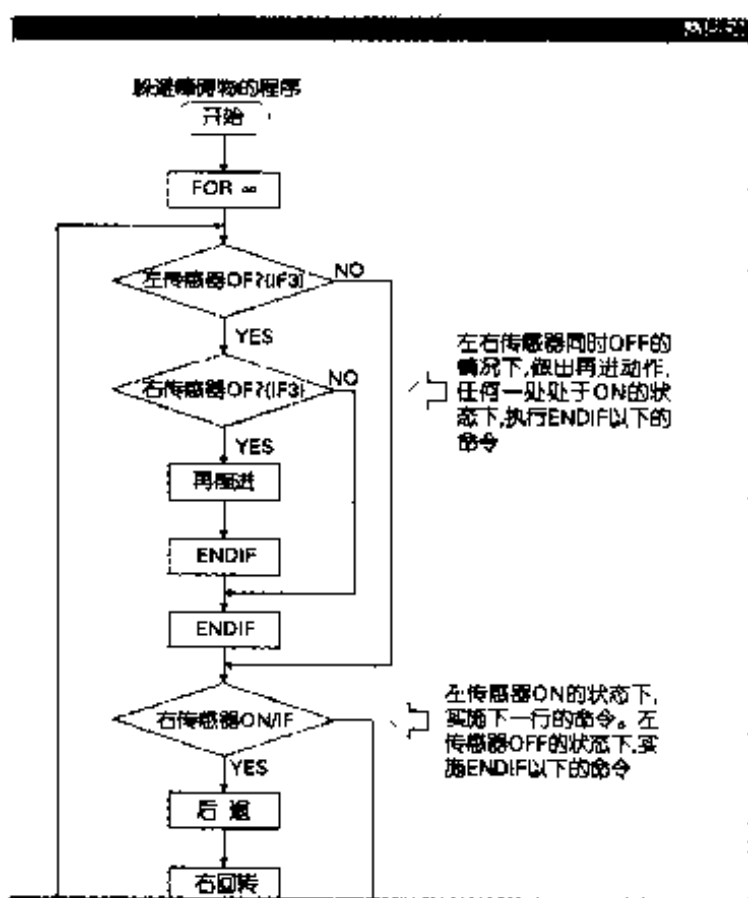 躲避障碍物的程序
开始
FOR ∞
左传感器OF?(IF3)
NO
YES
右传感器OF?(IF3)
NO
YES
再前进
ENDIF
ENDIF
左右传感器同时OFF的
情况下,做出再进动作,
任何一处处于ON的状
态下,执行ENDIF以下的
命令
右传感器ON/IF
YES
后 退
右回转
左传感器ON的状态下,
实施下一行的命令。左
传感器OFF的状态下,实
施ENDIF以下的命令